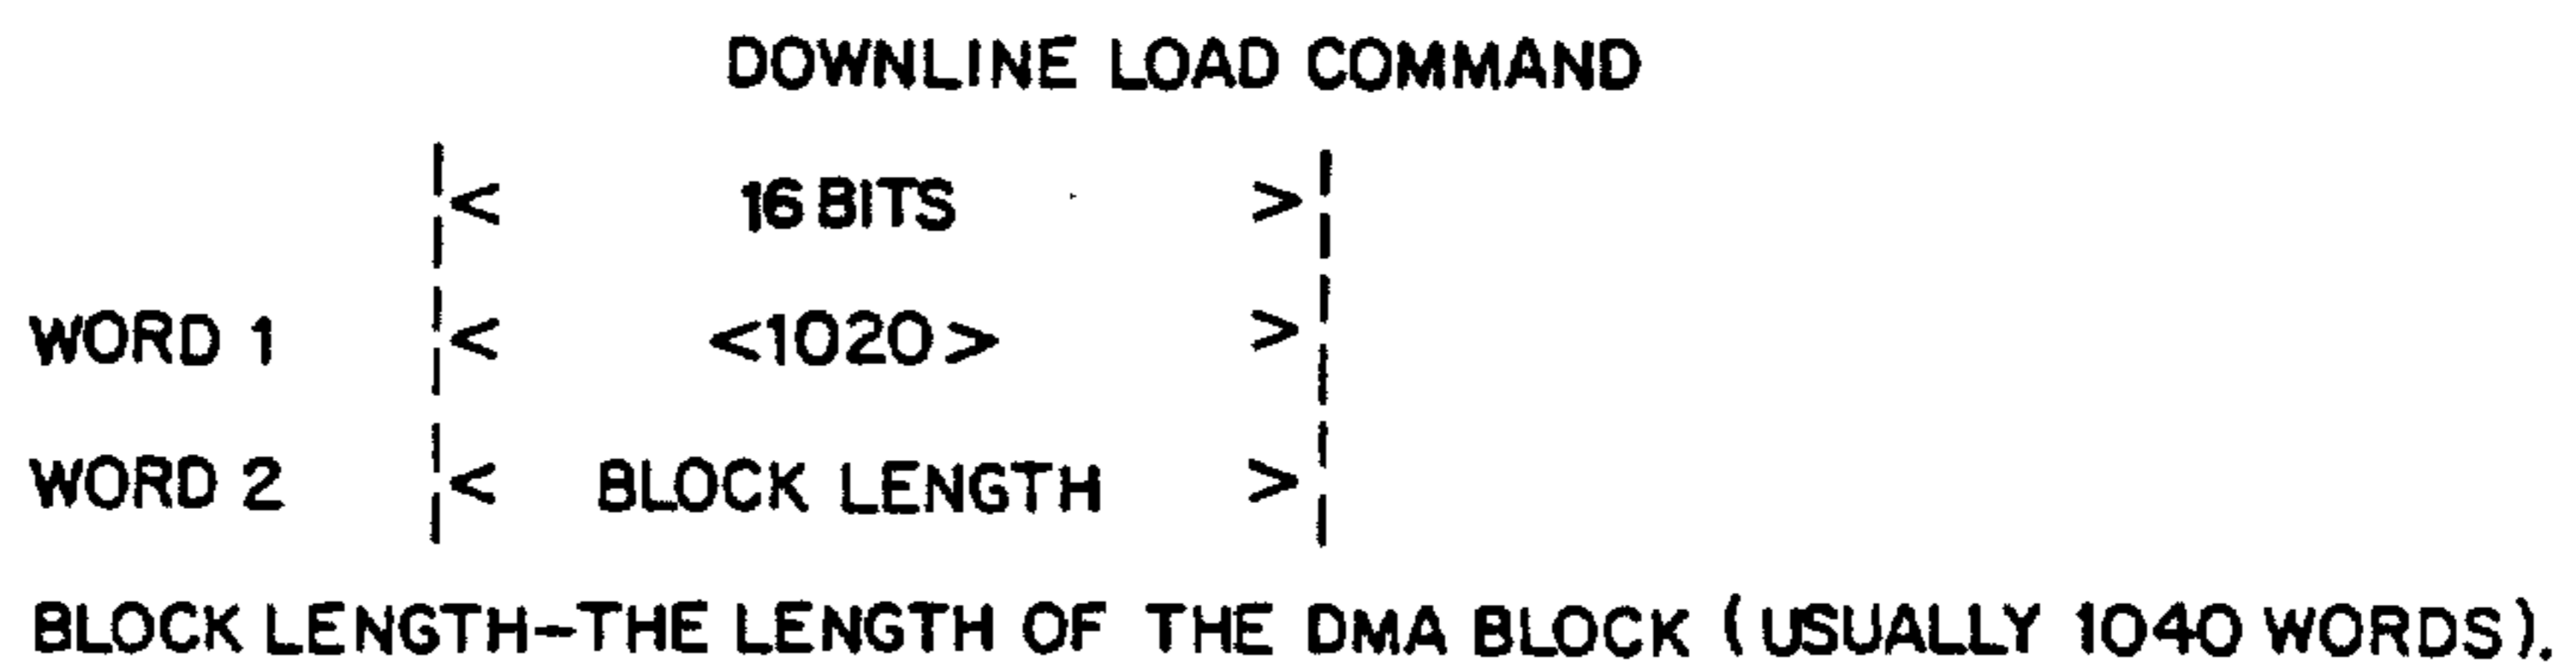 DOWNLINE LOAD COMMAND
|< 16 BITS >|
WORD 1 |< <1020> >|
WORD 2 |< BLOCK LENGTH >|
BLOCK LENGTH--THE LENGTH OF THE DMA BLOCK (USUALLY 1040 WORDS).